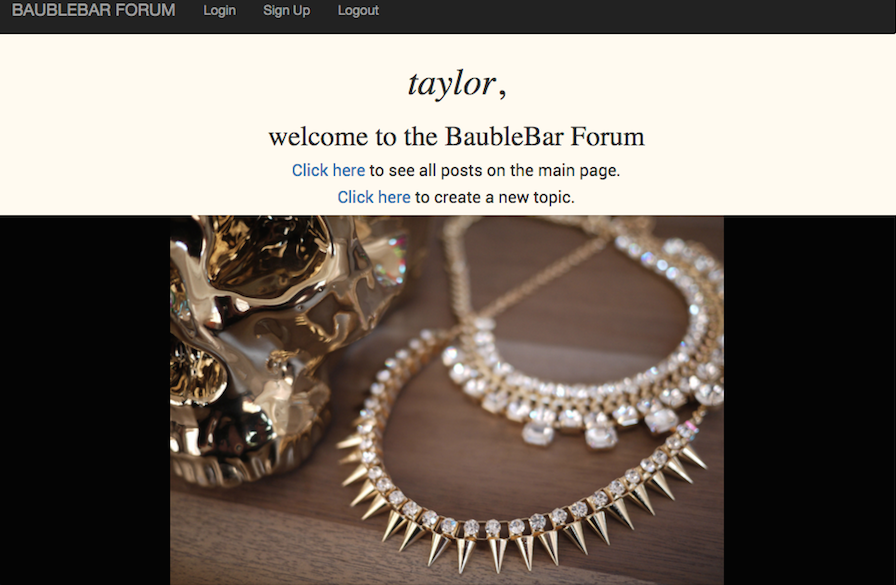 BAUBLEBAR FORUM Login Sign Up Logout
taylor,
welcome to the BaubleBar Forum
Click here to see all posts on the main page.
Click here to create a new topic.